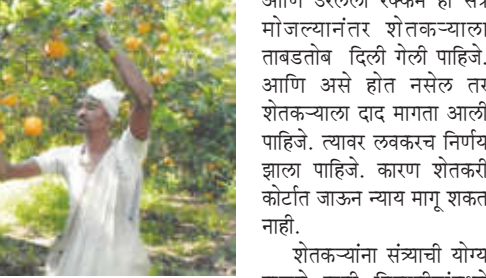 आणि उरलेली रक्कम ही संत्री
मोजल्यानंतर शेतकऱ्याला
ताबडतोब दिली गेली पाहिजे.
आणि असे होत नसेल तर
शेतकऱ्याला दाद मागता आली
पाहिजे. त्यावर लवकरच निर्णय
झाला पाहिजे. कारण शेतकरी
कोर्टात जाऊन न्याय मागू शकत
नाही.
शेतकऱ्यांना संत्र्याची योग्य